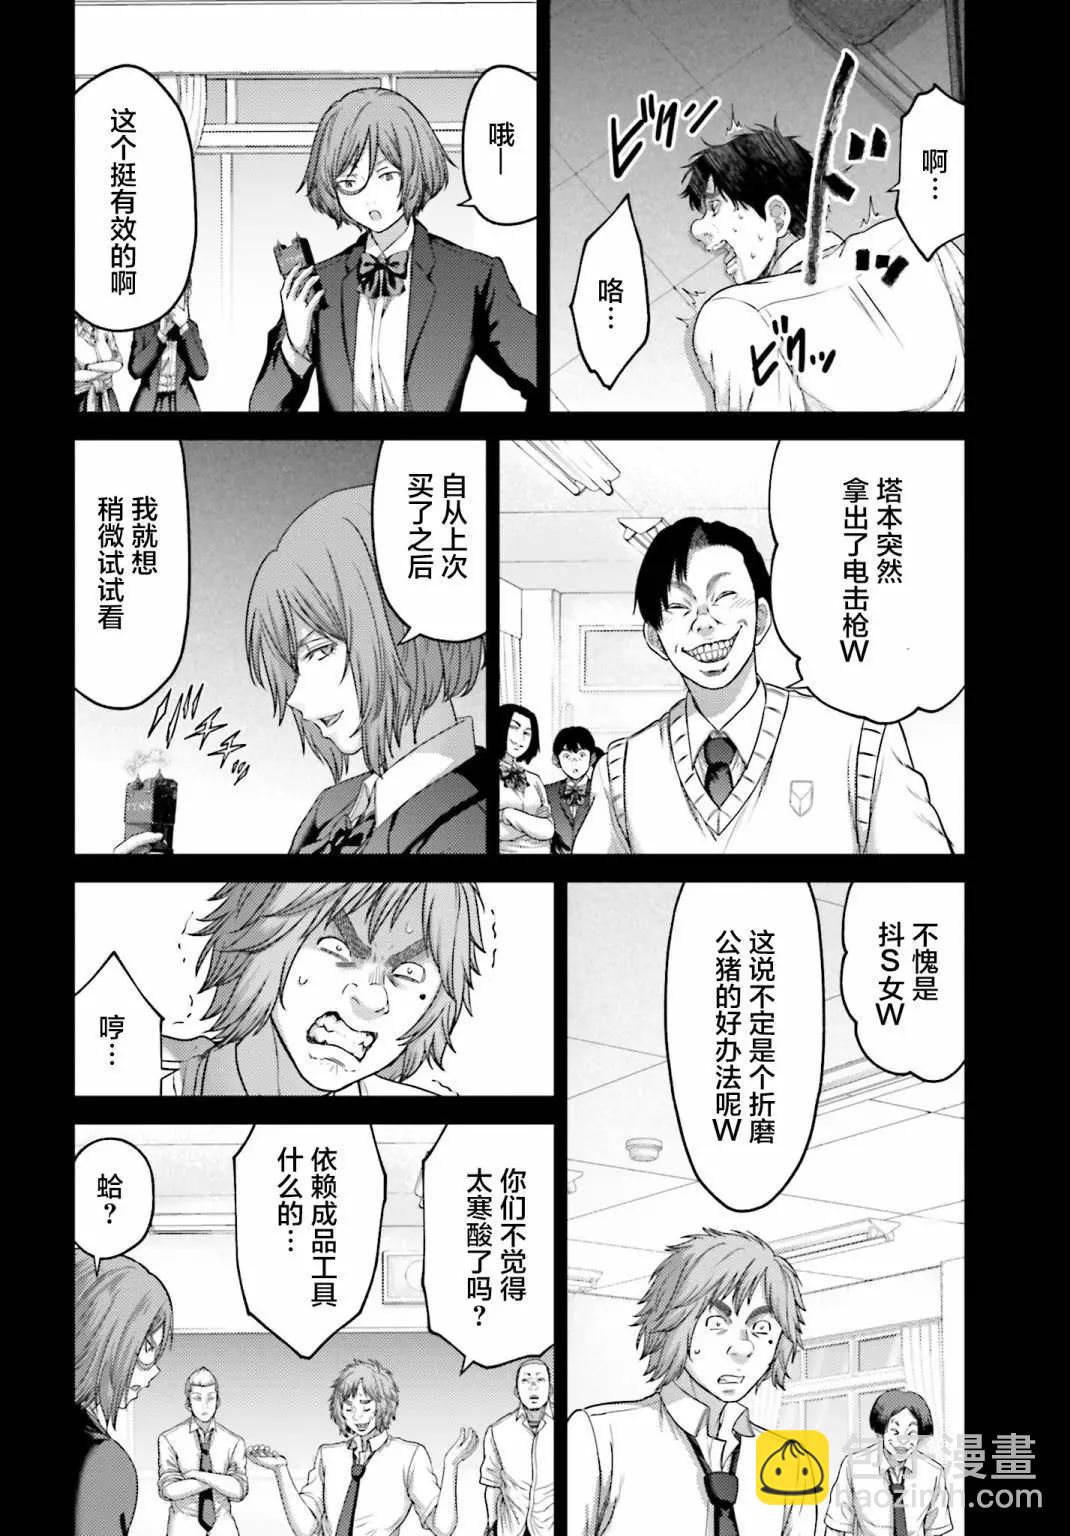 啊…
咯…
ビクン
ビクッ
哦—
这个挺有效的啊
塔本突然
拿出了电击枪W
自从上次
买了之后
我就想
稍微试试看
不愧是
抖S女W
这说不定是个折磨
公猪的好办法呢W
哼…
你们不觉得
太寒酸了吗?
依赖成品工具
什么的…
蛤?
包子漫畫
baozimh.com